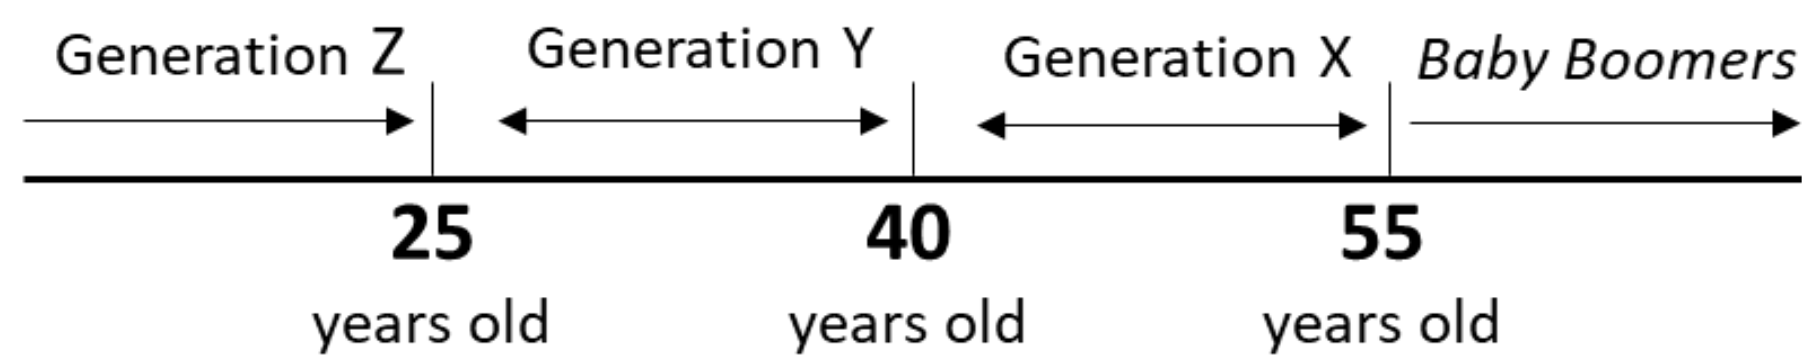 Generation Z Generation Y Generation X Baby Boomers
25 40 55
years old years old years old